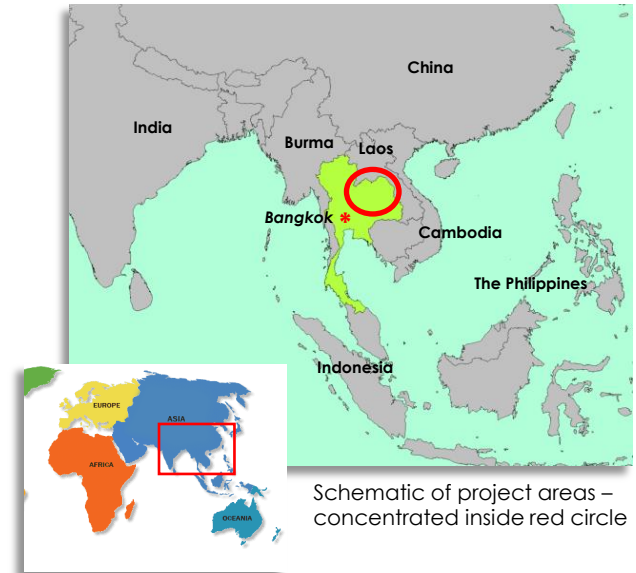 China
India
Burma
Laos
Bangkok *
Cambodia
The Philippines
Indonesia
EUROPE
ASIA
AFRICA
OCEANIA
Schematic of project areas –
concentrated inside red circle